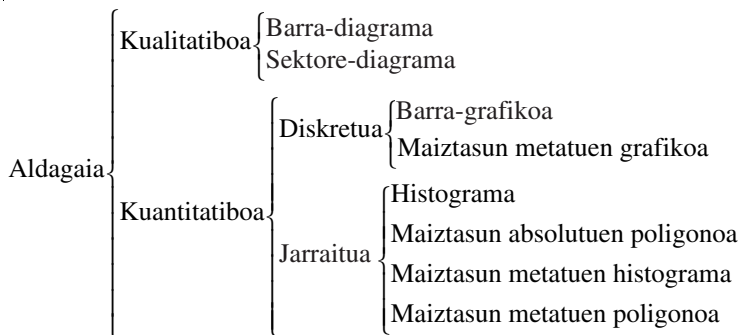 Aldagaia
Kualitatiboa
Barra-diagrama
Sektore-diagrama
Kuantitatiboa
Diskretua
Barra-grafikoa
Maiztasun metatuen grafikoa
Jarraitua
Histograma
Maiztasun absolutuen poligonoa
Maiztasun metatuen histograma
Maiztasun metatuen poligonoa